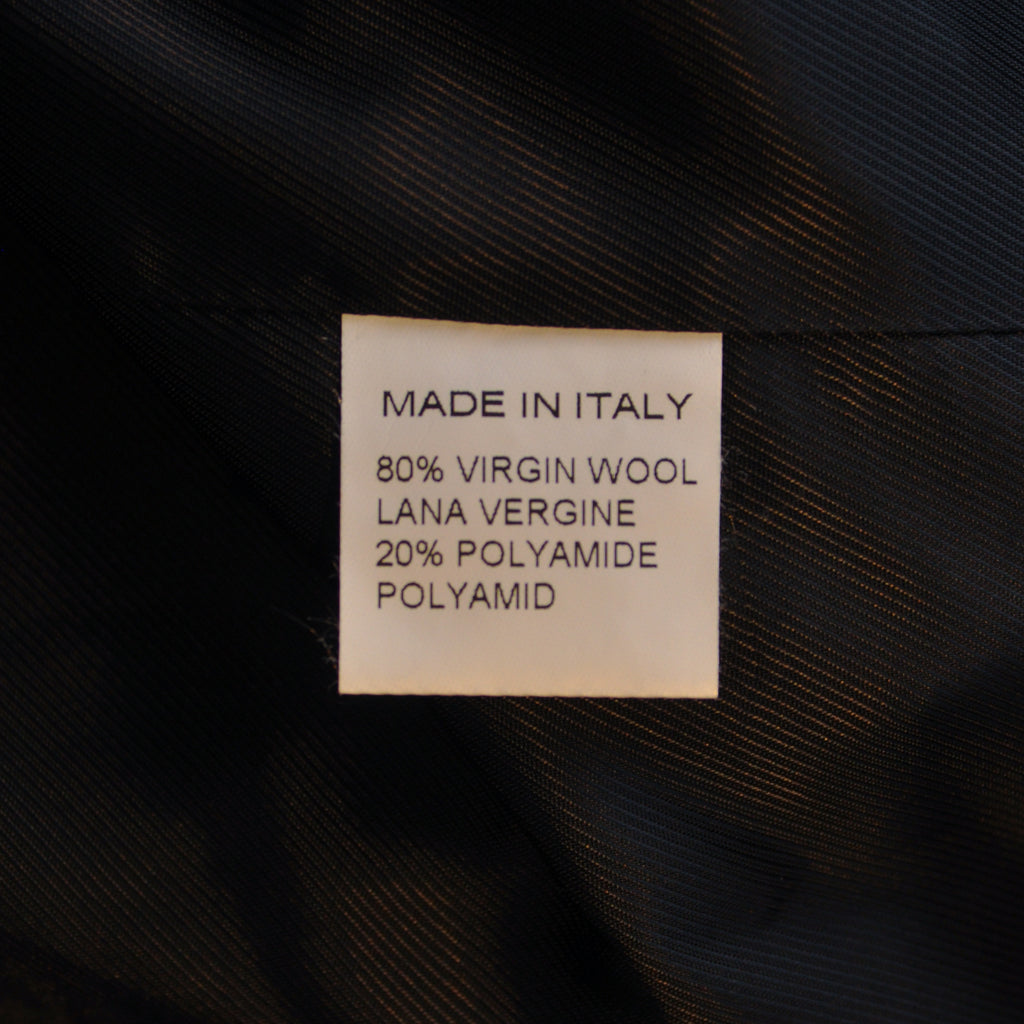 MADE IN ITALY
80% VIRGIN WOOL
LANA VERGINE
20% POLYAMIDE
POLYAMID